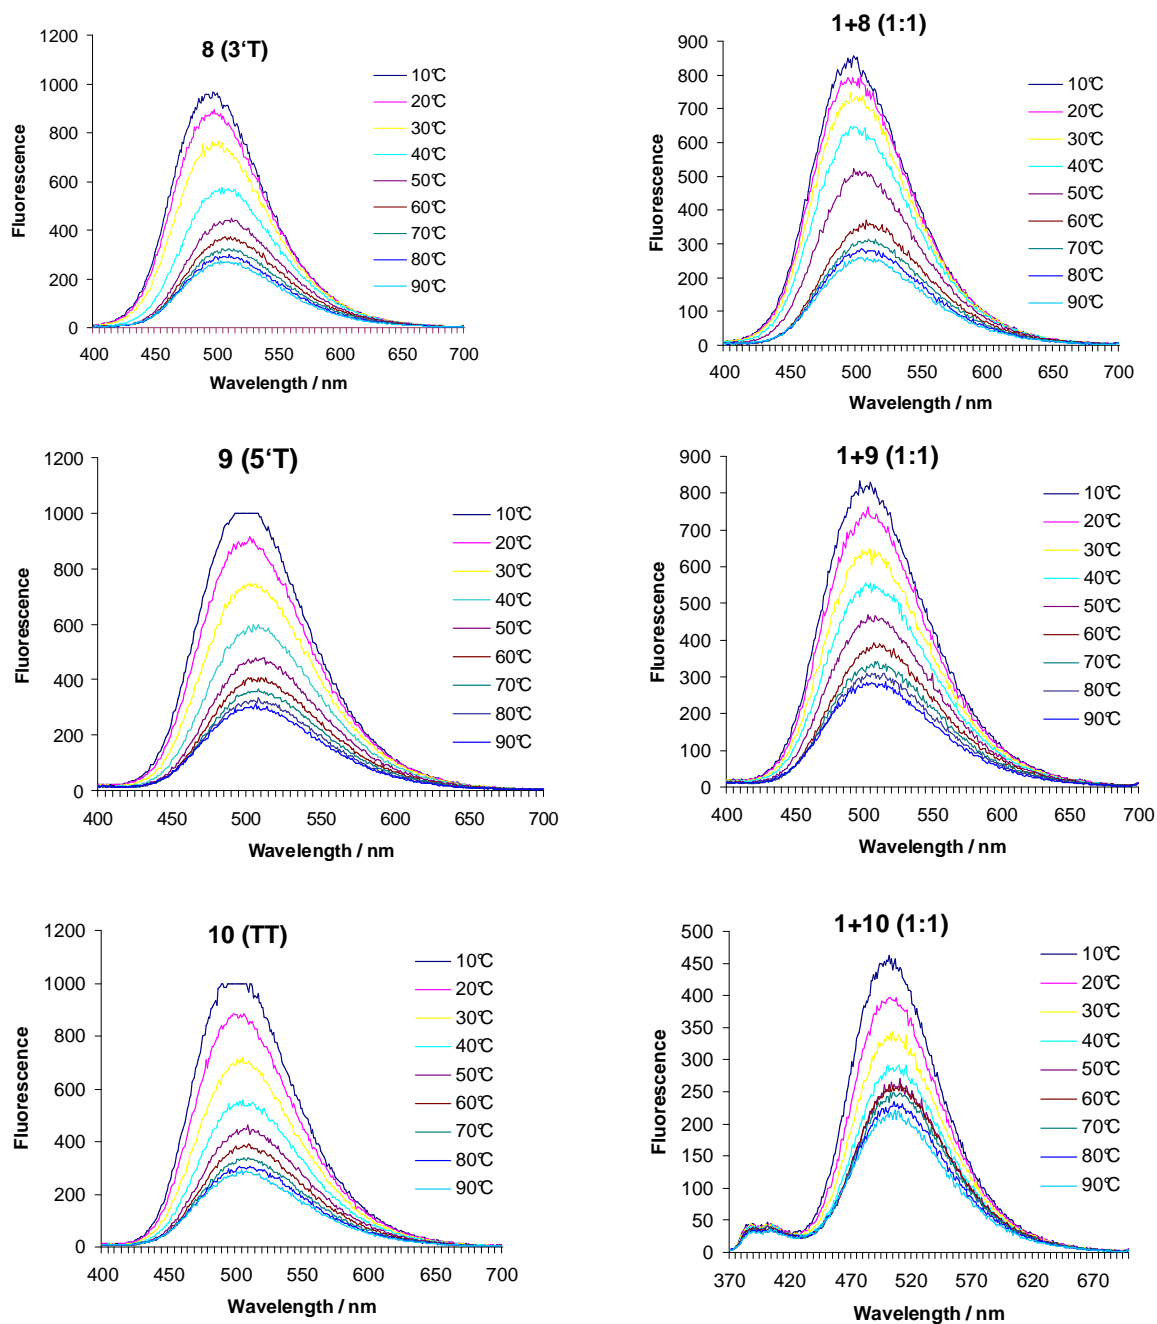 8 (3‘T)
Fluorescence
1200
1000
800
600
400
200
0
400 450 500 550 600 650 700
Wavelength / nm
10°C
20°C
30°C
40°C
50°C
60°C
70°C
80°C
90°C
1+8 (1:1)
Fluorescence
900
800
700
600
500
400
300
200
100
0
400 450 500 550 600 650 700
Wavelength / nm
10°C
20°C
30°C
40°C
50°C
60°C
70°C
80°C
90°C
9 (5‘T)
Fluorescence
1200
1000
800
600
400
200
0
400 450 500 550 600 650 700
Wavelength / nm
10°C
20°C
30°C
40°C
50°C
60°C
70°C
80°C
90°C
1+9 (1:1)
Fluorescence
900
800
700
600
500
400
300
200
100
0
400 450 500 550 600 650 700
Wavelength / nm
10°C
20°C
30°C
40°C
50°C
60°C
70°C
80°C
90°C
10 (TT)
Fluorescence
1200
1000
800
600
400
200
0
400 450 500 550 600 650 700
Wavelength / nm
10°C
20°C
30°C
40°C
50°C
60°C
70°C
80°C
90°C
1+10 (1:1)
Fluorescence
500
450
400
350
300
250
200
150
100
50
0
370 420 470 520 570 620 670
Wavelength / nm
10°C
20°C
30°C
40°C
50°C
60°C
70°C
80°C
90°C